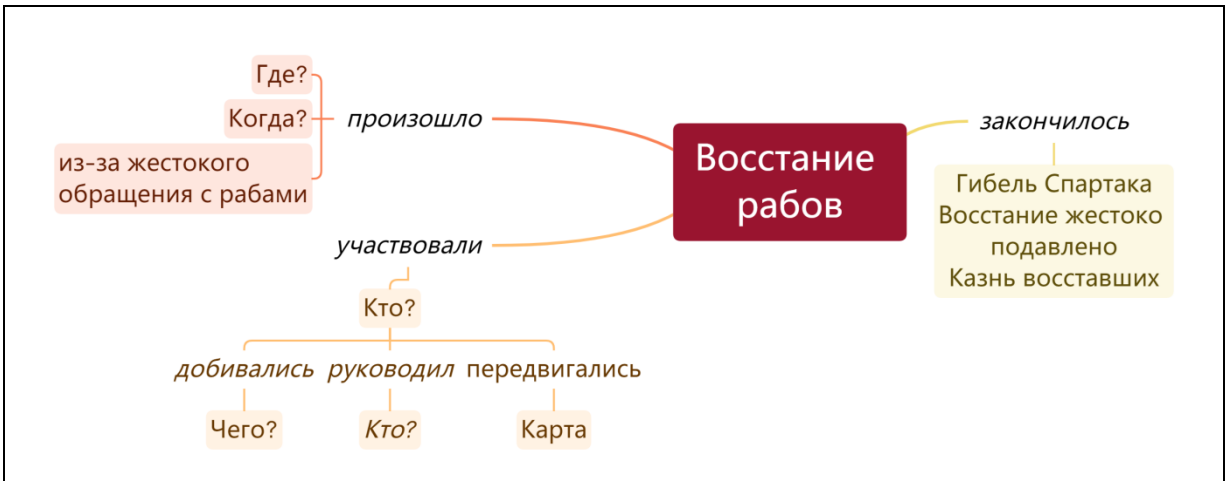 Где?
Когда?
из-за жестокого
обращения с рабами
произошло
Восстание
рабов
закончилось
Гибель Спартака
Восстание жестоко
подавлено
Казнь восставших
участвовали
Кто?
добивались руководил передвигались
Чего? Кто? Карта